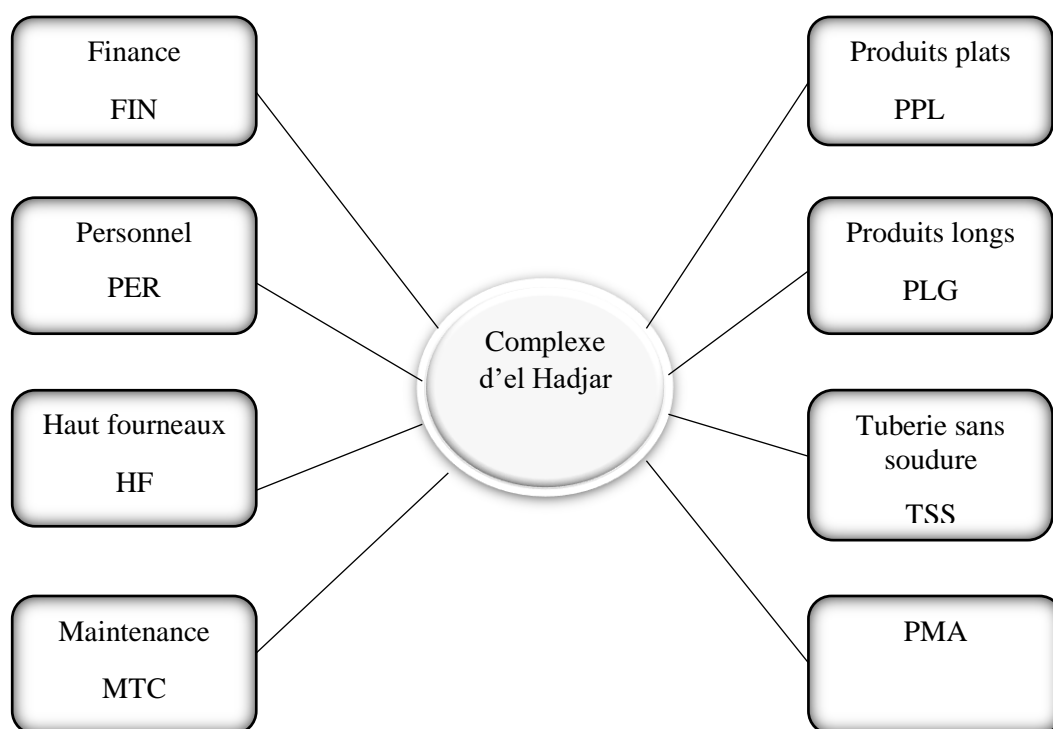 Finance
FIN
Personnel
PER
Haut fourneaux
HF
Maintenance
MTC
Complexe
d’el Hadjar
Produits plats
PPL
Produits longs
PLG
Tuberie sans
soudure
TSS
PMA